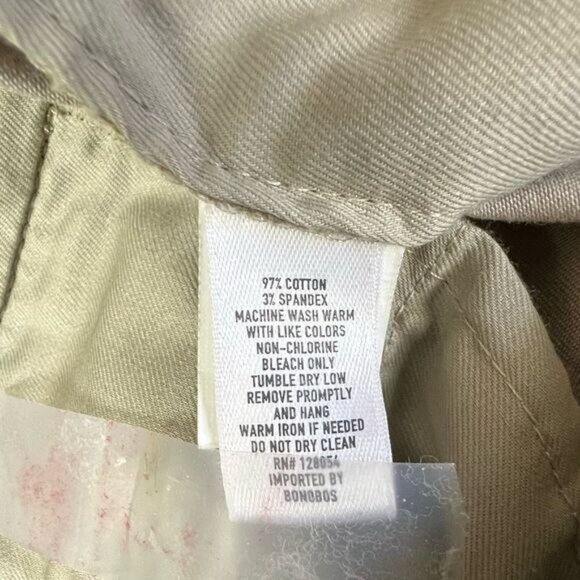 97% COTTON
3% SPANDEX
MACHINE WASH WARM
WITH LIKE COLORS
NON-CHLORINE
BLEACH ONLY
TUMBLE DRY LOW
REMOVE PROMPTLY
AND HANG
WARM IRON IF NEEDED
DO NOT DRY CLEAN
RN# 128054
IMPORTED BY
BONOBOS